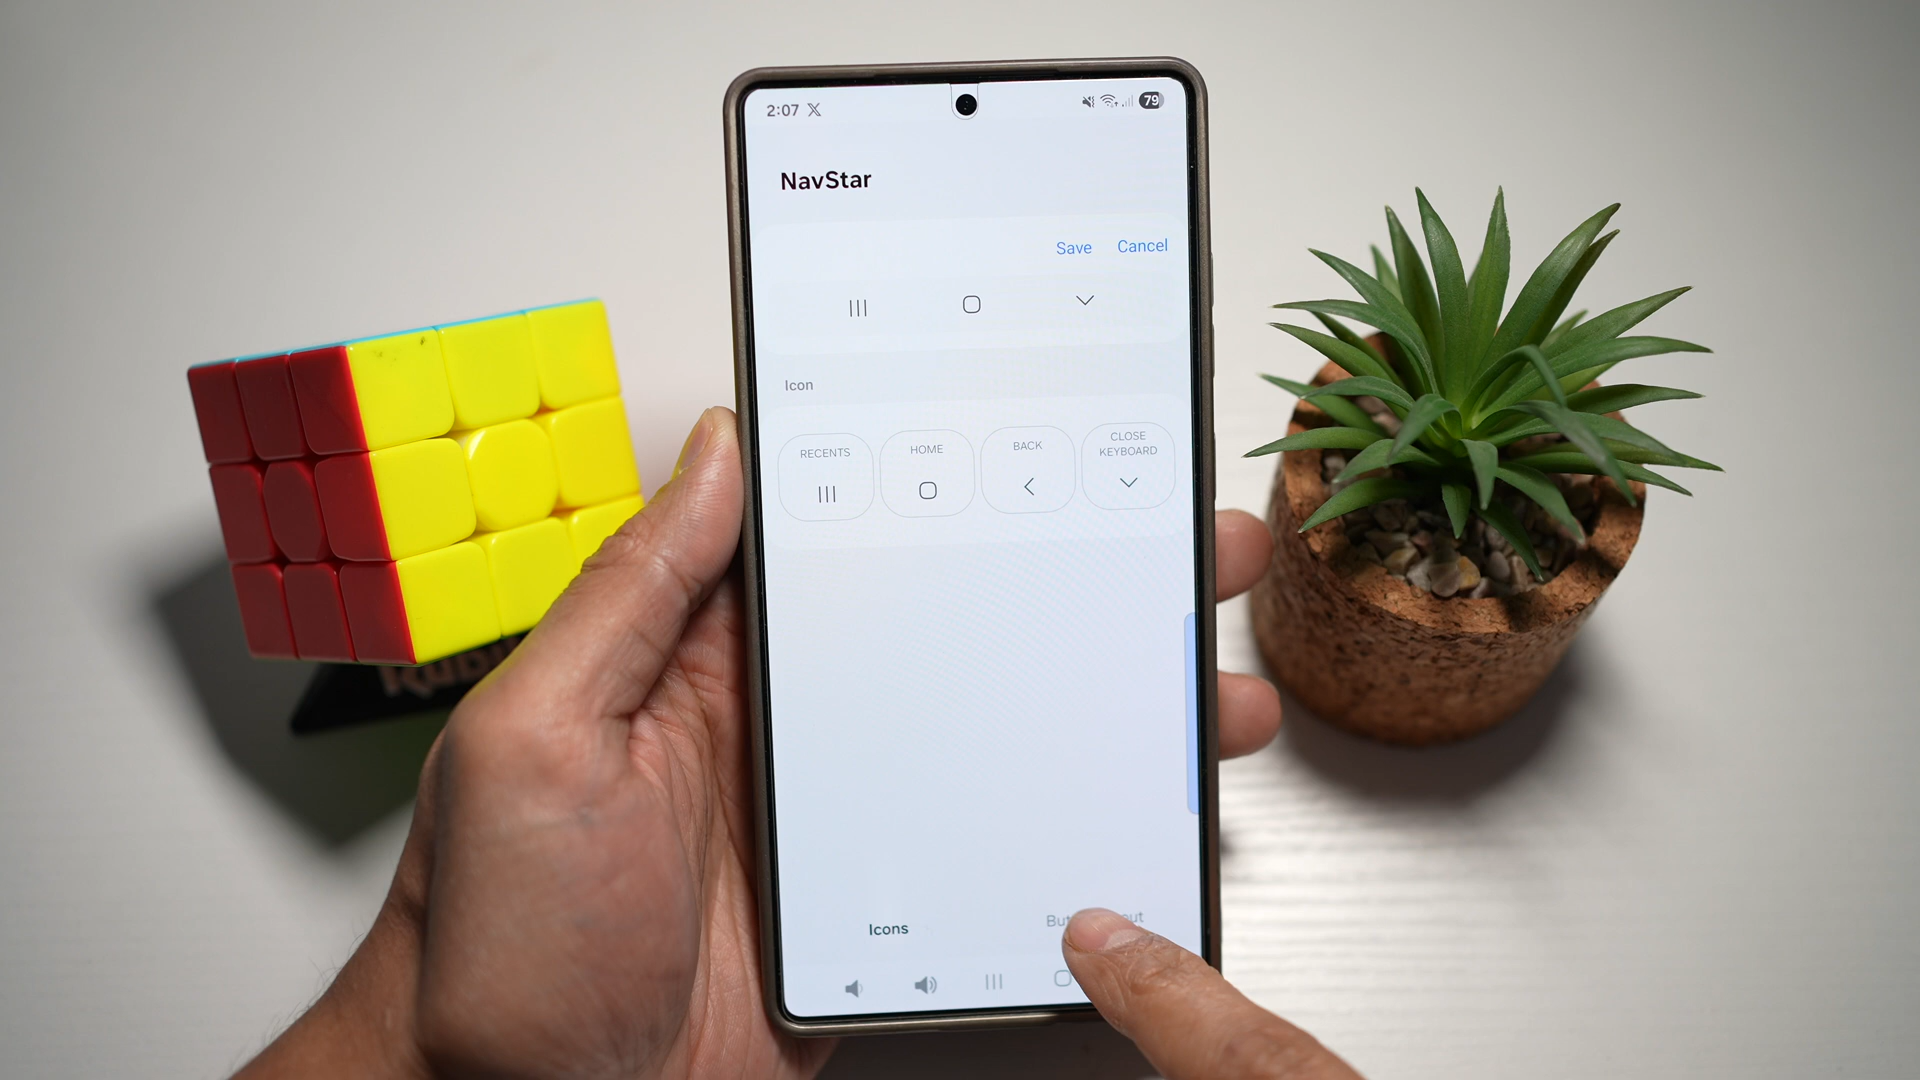 2:07
79
NavStar
Save Cancel
Icon
RECENTS
HOME
BACK
CLOSE
KEYBOARD
Icons